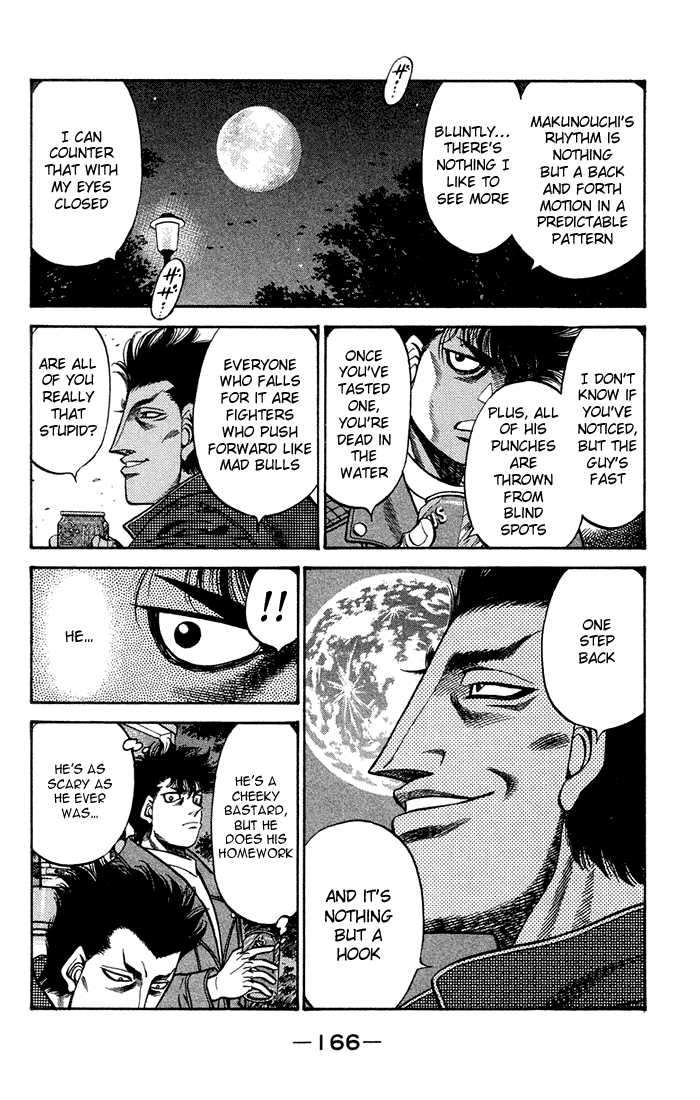 MAKUNOUCHI'S
RHYTHM IS
NOTHING
BUT A BACK
AND FORTH
MOTION IN A
PREDICTABLE
PATTERN
BLUNTLY...
THERE'S
NOTHING I
LIKE TO
SEE MORE
ザ...
I CAN
COUNTER
THAT WITH
MY EYES
CLOSED
ザザ...
I DON'T
KNOW IF
YOU'VE
NOTICED,
BUT THE
GUY'S
FAST
PLUS, ALL
OF HIS
PUNCHES
ARE
THROWN
FROM
BLIND
SPOTS
ONCE
YOU'VE
TASTED
ONE,
YOU'RE
DEAD IN
THE
WATER
EVERYONE
WHO FALLS
FOR IT ARE
FIGHTERS
WHO PUSH
FORWARD LIKE
MAD BULLS
ARE ALL
OF YOU
REALLY
THAT
STUPID?
ONE
STEP
BACK
AND IT'S
NOTHING
BUT A
HOOK
!!
HE...
HE'S A
CHEEKY
BASTARD,
BUT HE
DOES HIS
HOMEWORK
HE'S AS
SCARY AS
HE EVER
WAS...
—166—